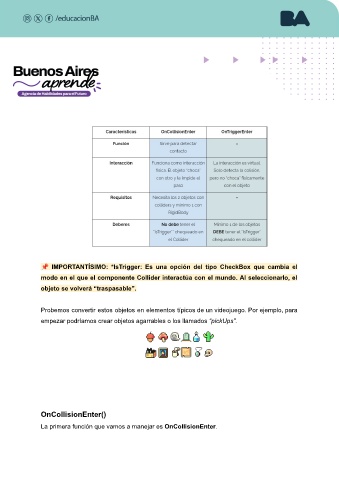 /educacionBA
BA
Buenos Aires
aprende
Agencia de Habilidades para el Futuro
Características OnCollisionEnter OnTriggerEnter
Función Sirve para detectar =
contacto
Interacción Funciona como interacción La interacción es virtual.
física. El objeto "choca" Solo detecta la colisión,
con otro y le impide el pero no "choca" físicamente
paso con el objeto
Requisitos Necesita los 2 objetos con =
colliders y mínimo 1 con
RigidBody
Deberes No debe tener el Mínimo 1 de los objetos
"IsTrigger" chequeado en DEBE tener el "IsTrigger"
el Collider chequeado en el collider
📌 IMPORTANTÍSIMO: "IsTrigger: Es una opción del tipo CheckBox que cambia el
modo en el que el componente Collider interactúa con el mundo. Al seleccionarlo, el
objeto se volverá "traspasable".
Probemos convertir estos objetos en elementos típicos de un videojuego. Por ejemplo, para
empezar podríamos crear objetos agarrables o los llamados "pickUps".
OnCollisionEnter()
La primera función que vamos a manejar es OnCollisionEnter.